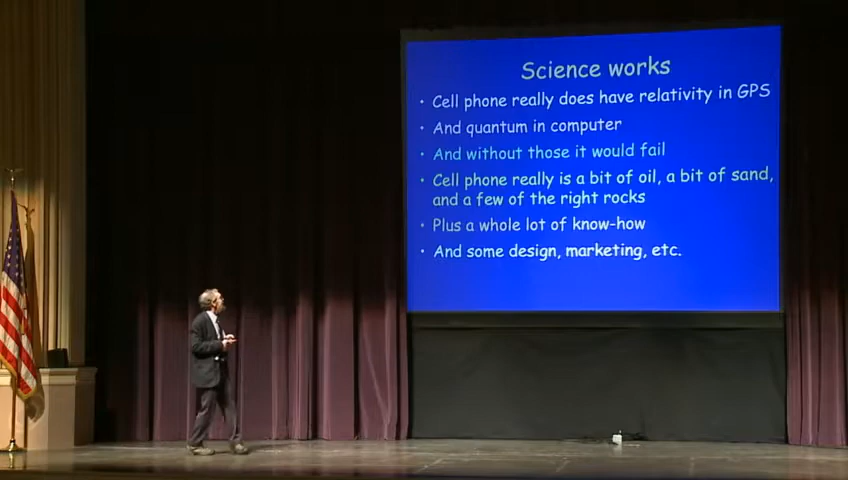 Science works
• Cell phone really does have relativity in GPS
• And quantum in computer
• And without those it would fail
• Cell phone really is a bit of oil, a bit of sand,
and a few of the right rocks
• Plus a whole lot of know-how
• And some design, marketing, etc.